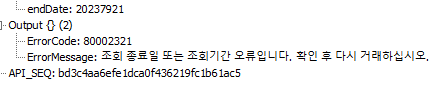 endDate: 20237921
Output {} (2)
ErrorCode: 80002321
ErrorMessage: 조회 종료일 또는 조회기간 오류입니다. 확인 후 다시 거래하십시오.
API_SEQ: bd3c4aa6efe1dca0f436219fc1b61ac5